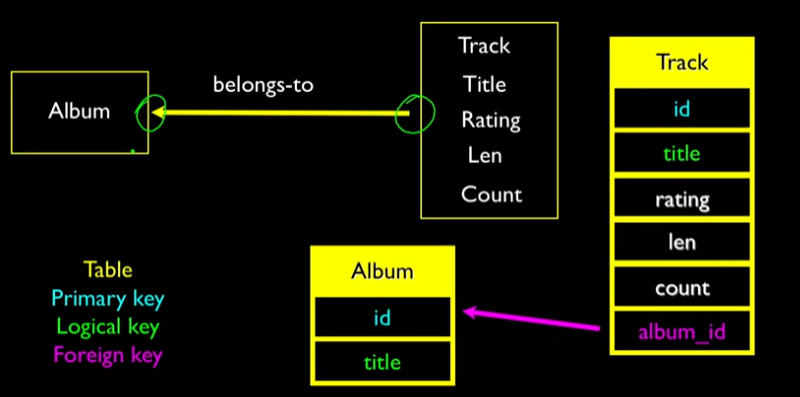 Album
belongs-to
Track
Title
Rating
Len
Count
Track
id
title
rating
len
count
album_id
Album
id
title
Table
Primary key
Logical key
Foreign key